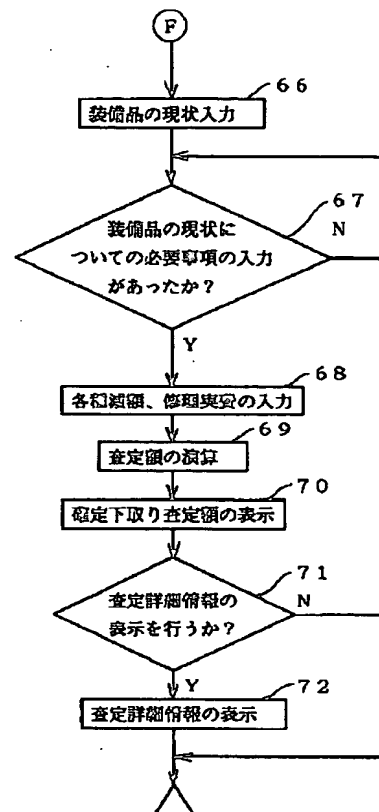 F
66
装備品の現状入力
67
装備品の現状に
N
ついての必要事項の入力
があったか？
Y
68
各種減額、修理実費の入力
69
査定額の演算
70
確定下取り査定額の表示
71
査定詳細情報の
N
表示を行うか？
Y
72
査定詳細情報の表示